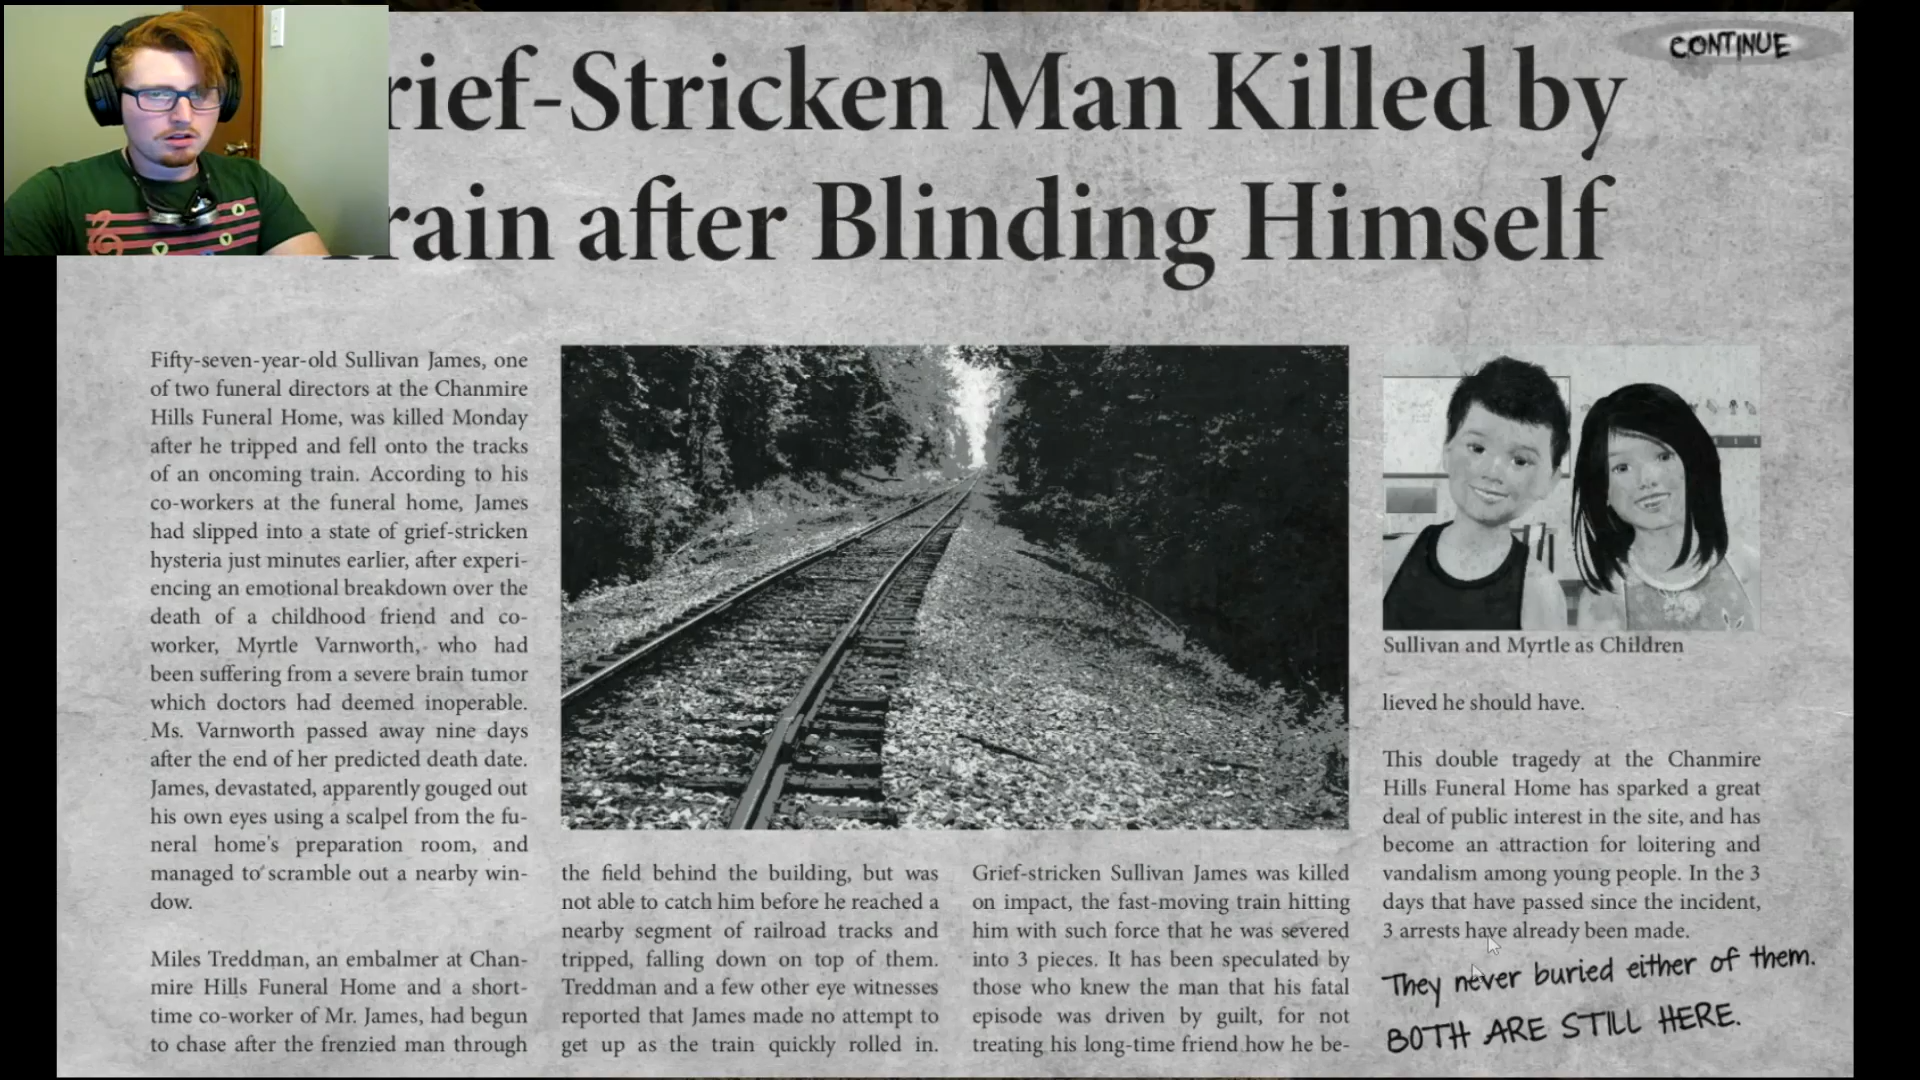 CONTINUE
rief-Stricken Man Killed by
rain after Blinding Himself
Fifty-seven-year-old Sullivan James, one
of two funeral directors at the Chanmire
Hills Funeral Home, was killed Monday
after he tripped and fell onto the tracks
of an oncoming train. According to his
co-workers at the funeral home, James
had slipped into a state of grief-stricken
hysteria just minutes earlier, after experi-
encing an emotional breakdown over the
death of a childhood friend and co-
worker, Myrtle Varnworth, who had
been suffering from a severe brain tumor
which doctors had deemed inoperable.
Ms. Varnworth passed away nine days
after the end of her predicted death date.
James, devastated, apparently gouged out
his own eyes using a scalpel from the fu-
neral home's preparation room, and
managed to scramble out a nearby win-
dow.
Miles Treddman, an embalmer at Chan-
mire Hills Funeral Home and a short-
time co-worker of Mr. James, had begun
to chase after the frenzied man through
the field behind the building, but was
not able to catch him before he reached a
nearby segment of railroad tracks and
tripped, falling down on top of them.
Treddman and a few other eye witnesses
reported that James made no attempt to
get up as the train quickly rolled in.
Grief-stricken Sullivan James was killed
on impact, the fast-moving train hitting
him with such force that he was severed
into 3 pieces. It has been speculated by
those who knew the man that his fatal
episode was driven by guilt, for not
treating his long-time friend how he be-
Sullivan and Myrtle as Children
lieved he should have.
This double tragedy at the Chanmire
Hills Funeral Home has sparked a great
deal of public interest in the site, and has
become an attraction for loitering and
vandalism among young people. In the 3
days that have passed since the incident,
3 arrests have already been made.
They never buried either of them.
BOTH ARE STILL HERE.